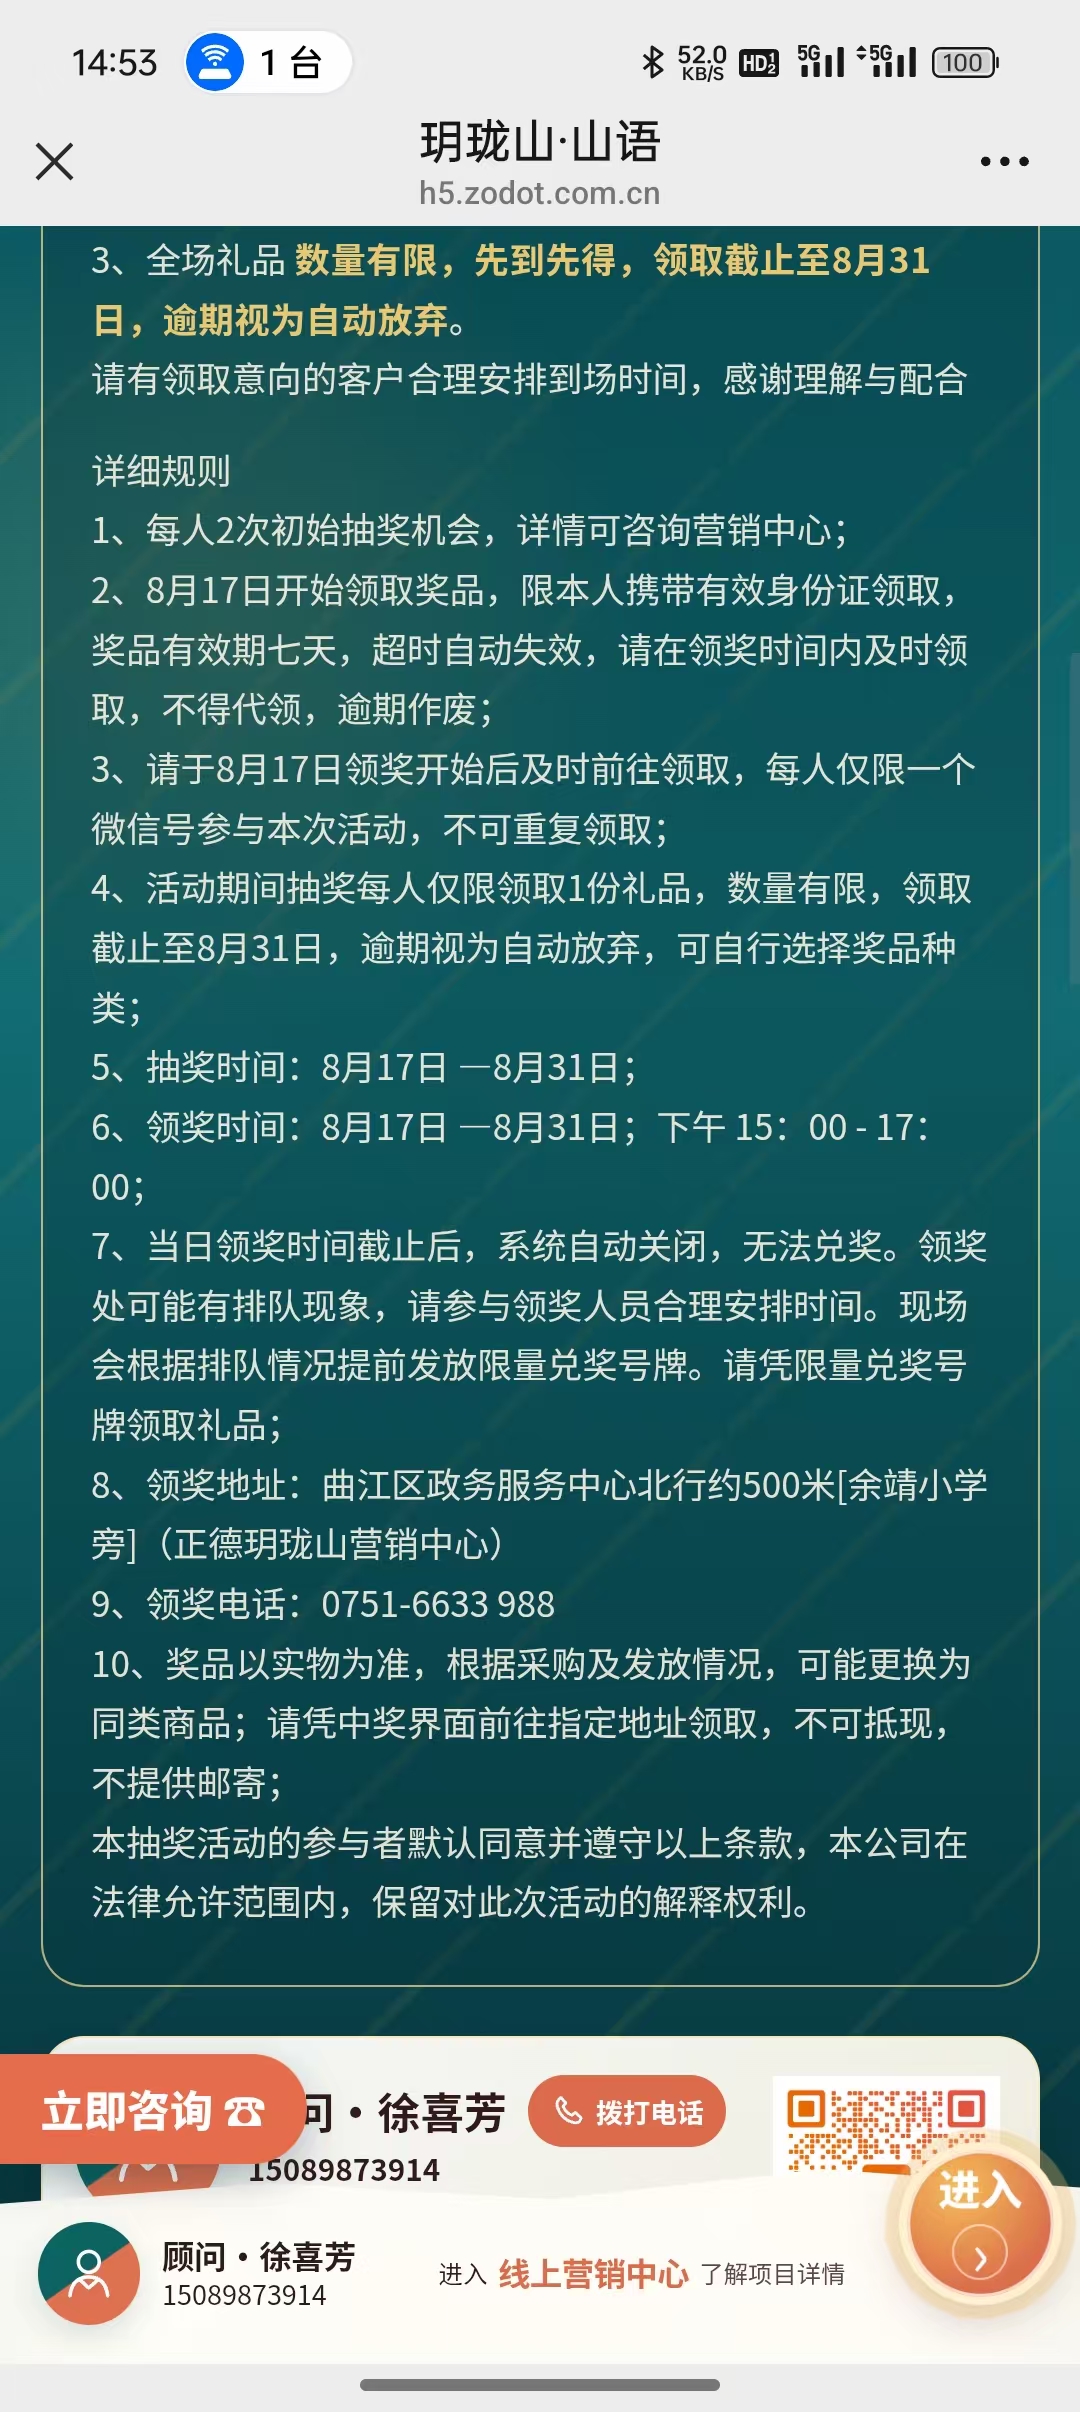 14:53
1 台
52.0 KB/S
HD 1 2
5G
5G
100
玥珑山·山语
h5.zodot.com.cn
3、全场礼品 数量有限，先到先得，领取截止至8月31
日，逾期视为自动放弃。
请有领取意向的客户合理安排到场时间，感谢理解与配合
详细规则
1、每人2次初始抽奖机会，详情可咨询营销中心；
2、8月17日开始领取奖品，限本人携带有效身份证领取，
奖品有效期七天，超时自动失效，请在领奖时间内及时领
取，不得代领，逾期作废；
3、请于8月17日领奖开始后及时前往领取，每人仅限一个
微信号参与本次活动，不可重复领取；
4、活动期间抽奖每人仅限领取1份礼品，数量有限，领取
截止至8月31日，逾期视为自动放弃，可自行选择奖品种
类；
5、抽奖时间：8月17日 —8月31日；
6、领奖时间：8月17日 —8月31日；下午 15：00 - 17：
00；
7、当日领奖时间截止后，系统自动关闭，无法兑奖。领奖
处可能有排队现象，请参与领奖人员合理安排时间。现场
会根据排队情况提前发放限量兑奖号牌。请凭限量兑奖号
牌领取礼品；
8、领奖地址：曲江区政务服务中心北行约500米[余靖小学
旁]（正德玥珑山营销中心）
9、领奖电话：0751-6633 988
10、奖品以实物为准，根据采购及发放情况，可能更换为
同类商品；请凭中奖界面前往指定地址领取，不可抵现，
不提供邮寄；
本抽奖活动的参与者默认同意并遵守以上条款，本公司在
法律允许范围内，保留对此次活动的解释权利。
立即咨询
问·徐喜芳
拨打电话
15089873914
进入
顾问·徐喜芳
15089873914
进入 线上营销中心 了解项目详情